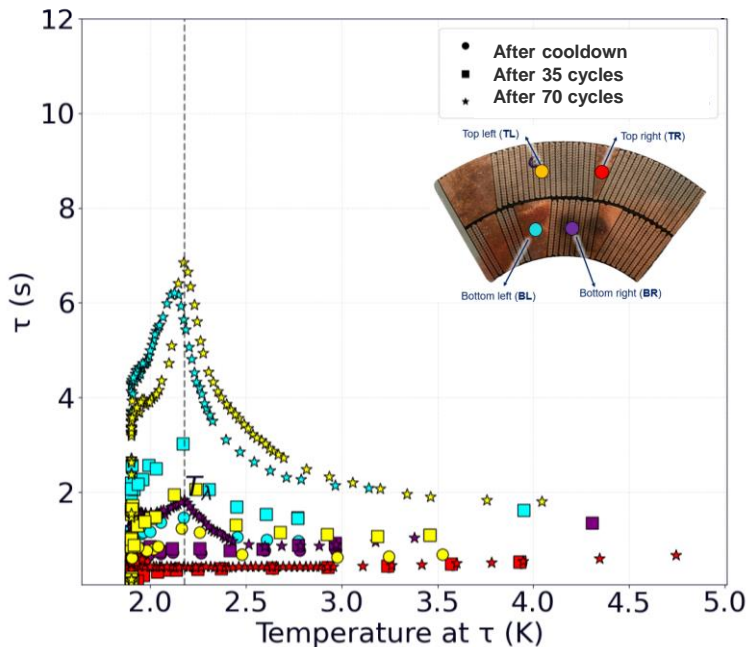 12
10
8
6
4
2
τ (s)
After cooldown
After 35 cycles
After 70 cycles
Top left (TL)
Top right (TR)
Bottom left (BL)
Bottom right (BR)
Tλ
2.0 2.5 3.0 3.5 4.0 4.5 5.0
Temperature at τ (K)